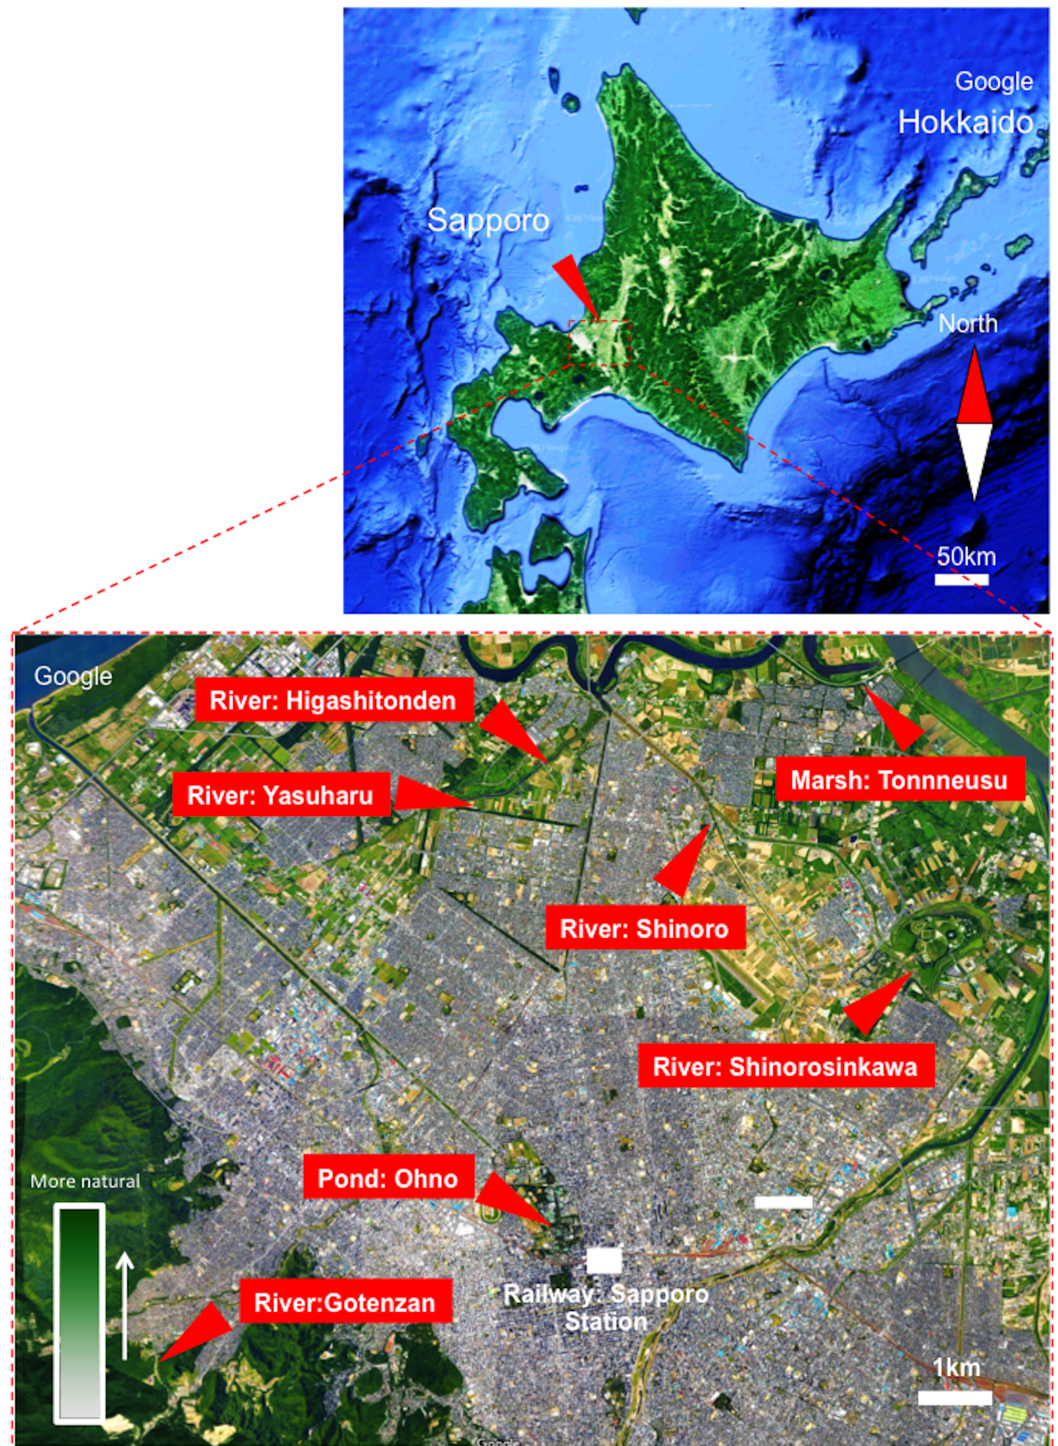 Google
Hokkaido
Sapporo
North
50km
Google
River: Higashitonden
River: Yasuharu
Marsh: Tonnneusu
River: Shinoro
River: Shinorosinkawa
Pond: Ohno
More natural
River:Gotenzan
Railway: Sapporo
Station
1km
Google